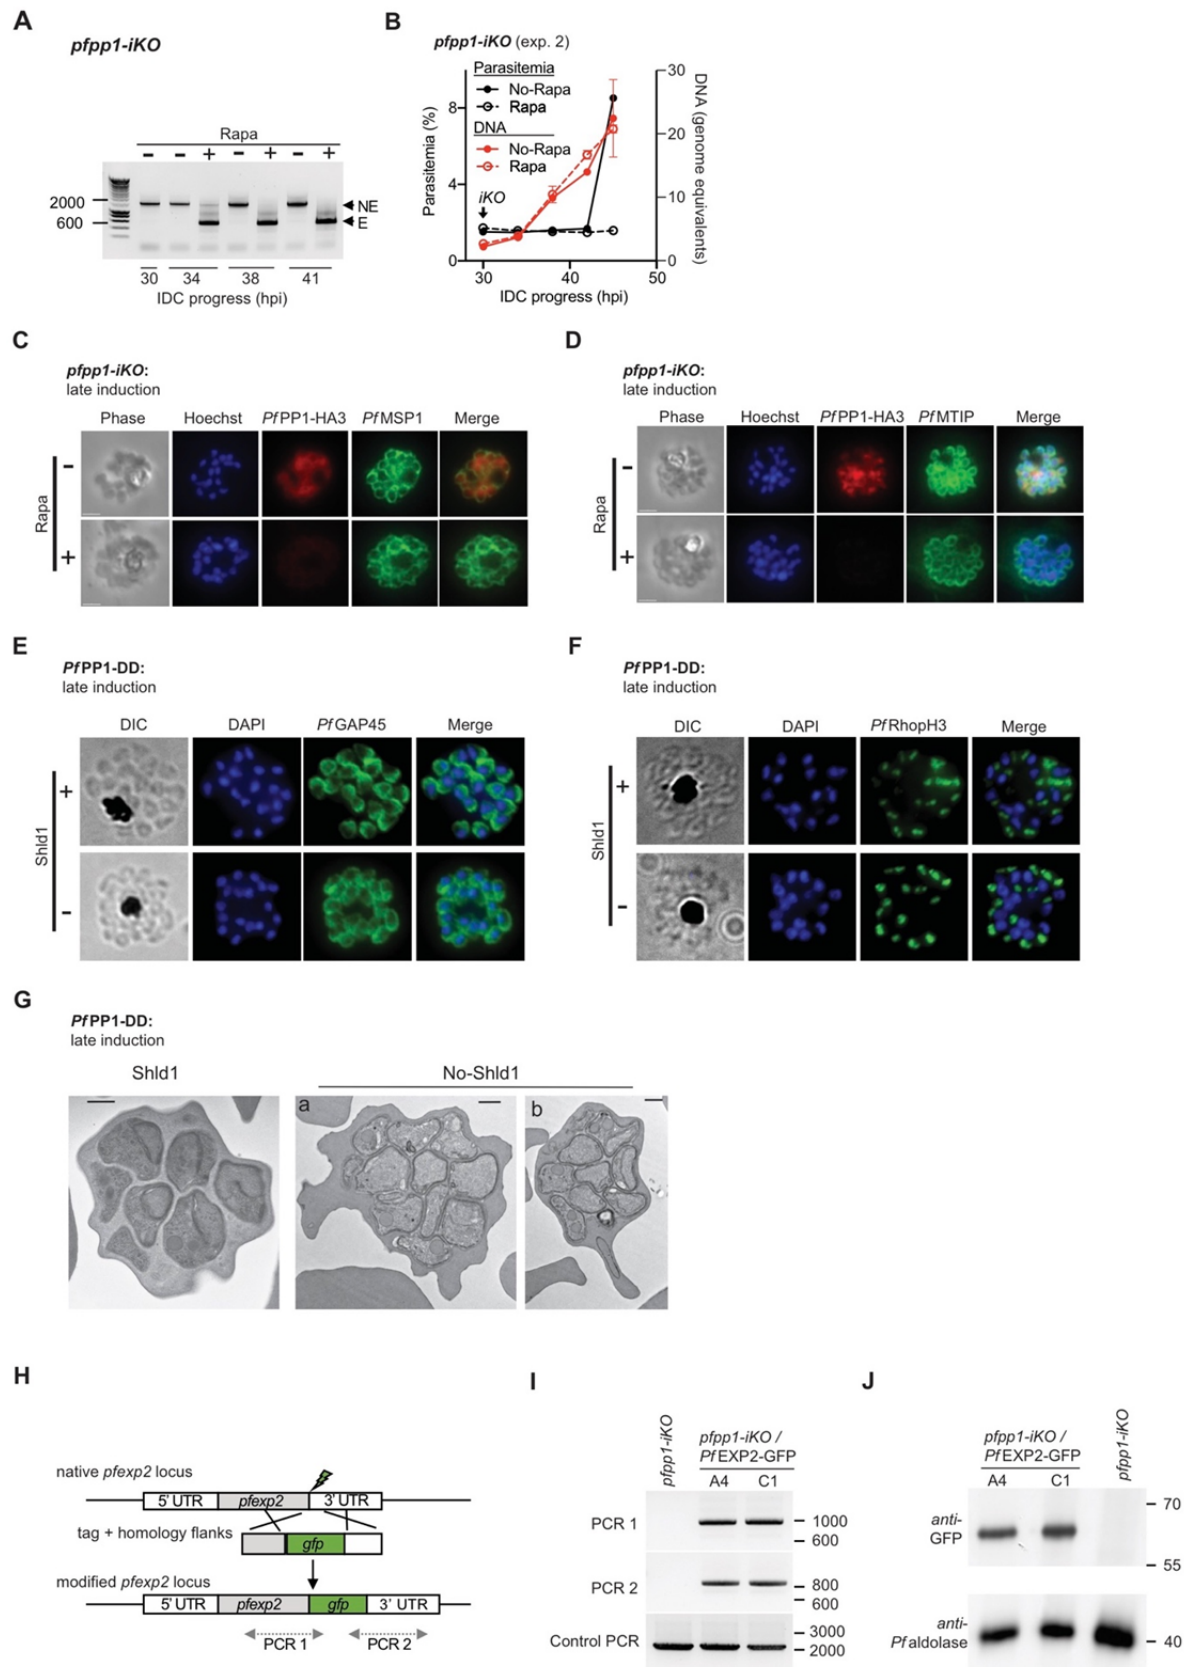 A
pfpp1-iKO
Rapa
− − + − + − +
2000
600
NE
E
30 34 38 41
IDC progress (hpi)
B
pfpp1-iKO (exp. 2)
Parasitemia
No-Rapa
Rapa
DNA
No-Rapa
Rapa
iKO
Parasitemia (%)
8
4
0
DNA (genome equivalents)
30
20
10
0
30 40 50
IDC progress (hpi)
C
pfpp1-iKO:
late induction
Phase Hoechst PfPP1-HA3 PfMSP1 Merge
Rapa
−
+
D
pfpp1-iKO:
late induction
Phase Hoechst PfPP1-HA3 PfMTIP Merge
Rapa
−
+
E
PfPP1-DD:
late induction
DIC DAPI PfGAP45 Merge
Shld1
+
−
F
PfPP1-DD:
late induction
DIC DAPI PfRhopH3 Merge
Shld1
+
−
G
PfPP1-DD:
late induction
Shld1 No-Shld1
a b
H
native pfexp2 locus
5' UTR pfexp2 3' UTR
tag + homology flanks
gfp
modified pfexp2 locus
5' UTR pfexp2 gfp 3' UTR
PCR 1 PCR 2
I
pfpp1-iKO
pfpp1-iKO /
PfEXP2-GFP
A4 C1
PCR 1
1000
600
PCR 2
800
600
Control PCR
3000
2000
J
pfpp1-iKO /
PfEXP2-GFP
A4 C1
pfpp1-iKO
anti-
GFP
70
55
anti-
Pfaldolase
40